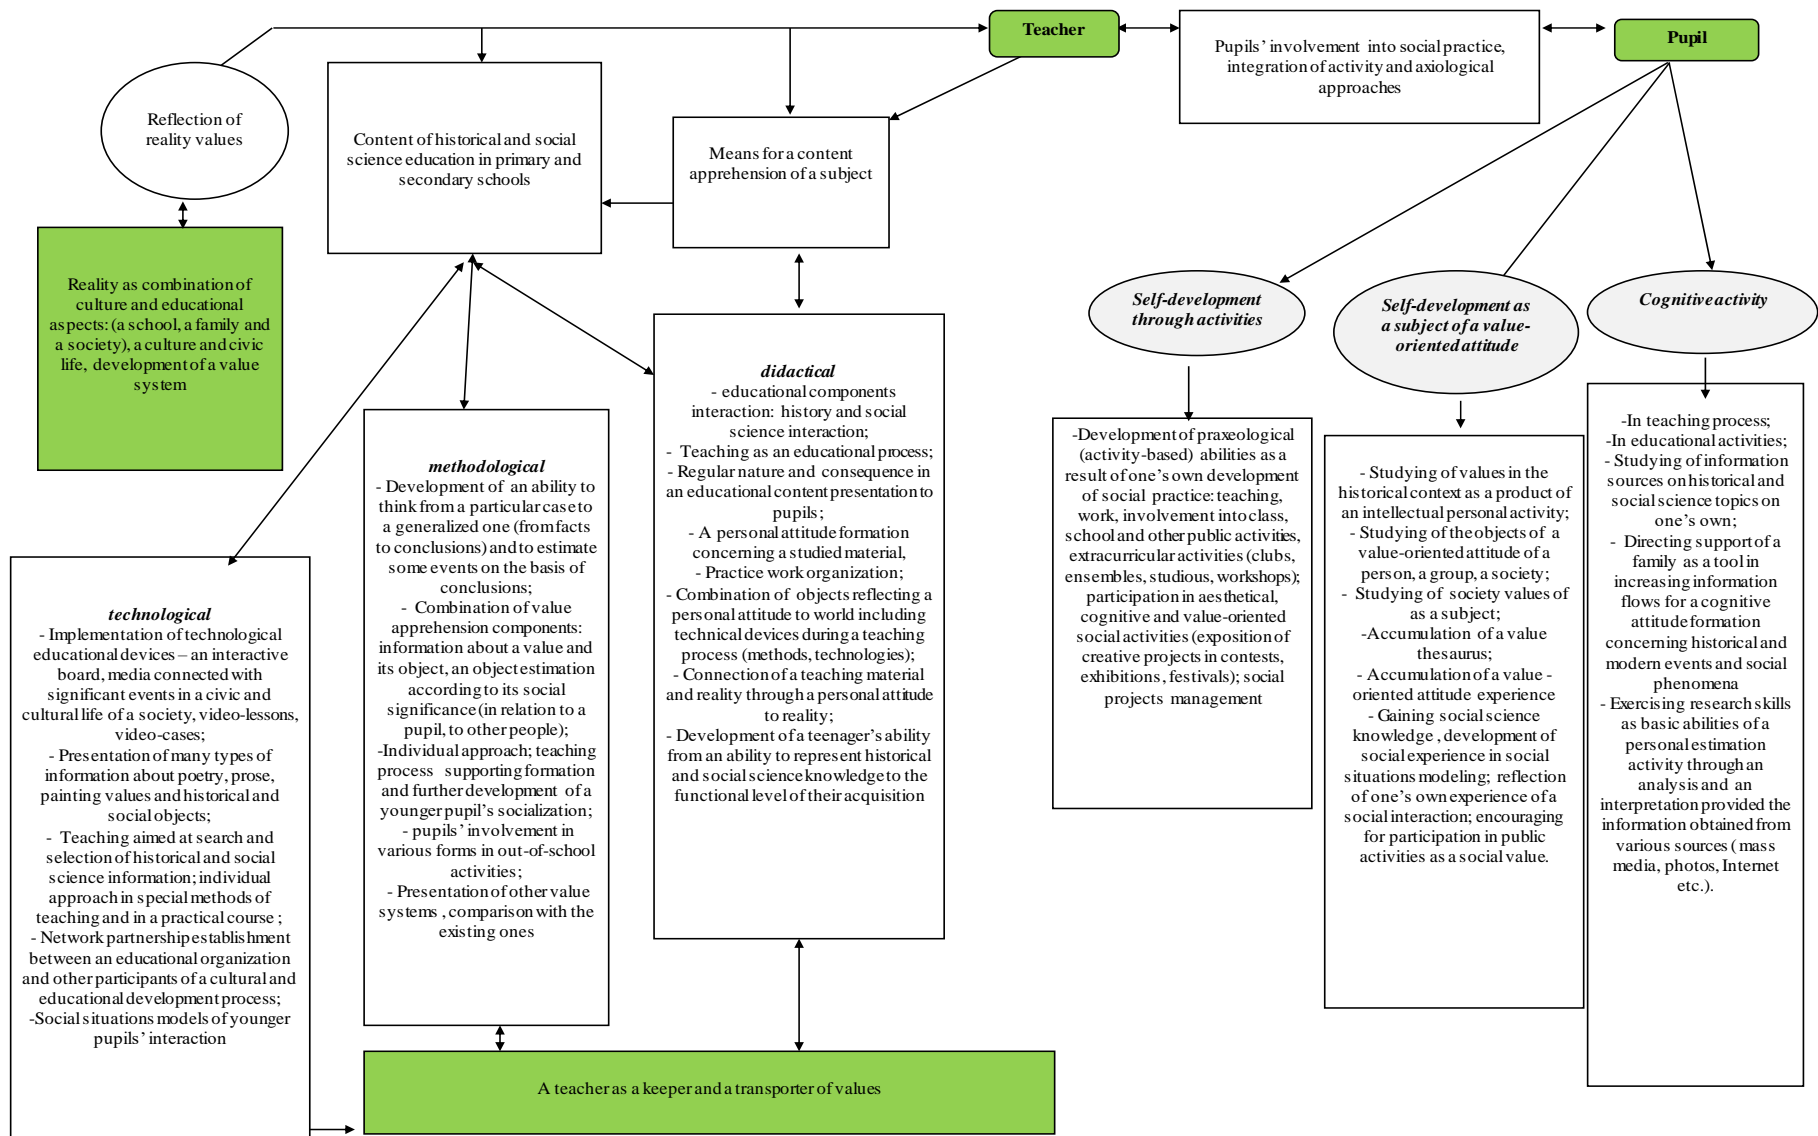 Teacher
Pupils’ involvement into social practice,
integration of activity and axiological
approaches
Pupil
Reflection of
reality values
Content of historical and social
science education in primary and
secondary schools
Means for a content
apprehension of a subject
Reality as combination of
culture and educational
aspects: (a school, a family and
a society), a culture and civic
life, development of a value
system
Self-development
through activities
Self-development as
a subject of a value-
oriented attitude
Cognitive activity
technological
- Implementation of technological
educational devices – an interactive
board, media connected with
significant events in a civic and
cultural life of a society, video-lessons,
video-cases;
- Presentation of many types of
information about poetry, prose,
painting values and historical and
social objects;
- Teaching aimed at search and
selection of historical and social
science information; individual
approach in special methods of
teaching and in a practical course ;
- Network partnership establishment
between an educational organization
and other participants of a cultural and
educational development process;
-Social situations models of younger
pupils’ interaction
methodological
- Development of an ability to
think from a particular case to
a generalized one (from facts
to conclusions) and to estimate
some events on the basis of
conclusions;
- Combination of value
apprehension components:
information about a value and
its object, an object estimation
according to its social
significance (in relation to a
pupil, to other people);
-Individual approach; teaching
process supporting formation
and further development of a
younger pupil’s socialization;
- pupils’ involvement in
various forms in out-of-school
activities;
- Presentation of other value
systems , comparison with the
existing ones
didactical
- educational components
interaction: history and social
science interaction;
- Teaching as an educational process;
- Regular nature and consequence in
an educational content presentation to
pupils;
- A personal attitude formation
concerning a studied material,
- Practice work organization;
- Combination of objects reflecting a
personal attitude to world including
technical devices during a teaching
process (methods, technologies);
- Connection of a teaching material
and reality through a personal attitude
to reality;
- Development of a teenager’s ability
from an ability to represent historical
and social science knowledge to the
functional level of their acquisition
-Development of praxeological
(activity-based) abilities as a
result of one’s own development
of social practice: teaching,
work, involvement into class,
school and other public activities,
extracurricular activities (clubs,
ensembles, studious, workshops);
participation in aesthetical,
cognitive and value-oriented
social activities (exposition of
creative projects in contests,
exhibitions, festivals); social
projects management
- Studying of values in the
historical context as a product of
an intellectual personal activity;
- Studying of the objects of a
value-oriented attitude of a
person, a group, a society;
- Studying of society values of
as a subject;
-Accumulation of a value
thesaurus;
- Accumulation of a value -
oriented attitude experience
- Gaining social science
knowledge , development of
social experience in social
situations modeling; reflection
of one’s own experience of a
social interaction; encouraging
for participation in public
activities as a social value.
-In teaching process;
-In educational activities;
- Studying of information
sources on historical and
social science topics on
one’s own;
- Directing support of a
family as a tool in
increasing information
flows for a cognitive
attitude formation
concerning historical and
modern events and social
phenomena
- Exercising research skills
as basic abilities of a
personal estimation
activity through an
analysis and an
interpretation provided the
information obtained from
various sources ( mass
media, photos, Internet
etc.).
A teacher as a keeper and a transporter of values